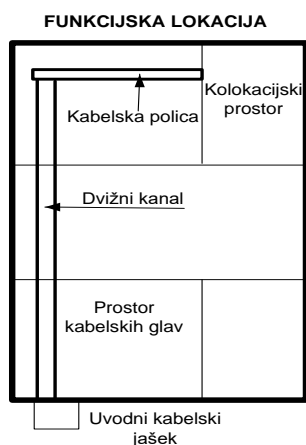 FUNKCIJSKA LOKACIJA
Kolokacijski
prostor
Kabelska polica
Dvižni kanal
Prostor
kabelskih glav
Uvodni kabelski
jašek